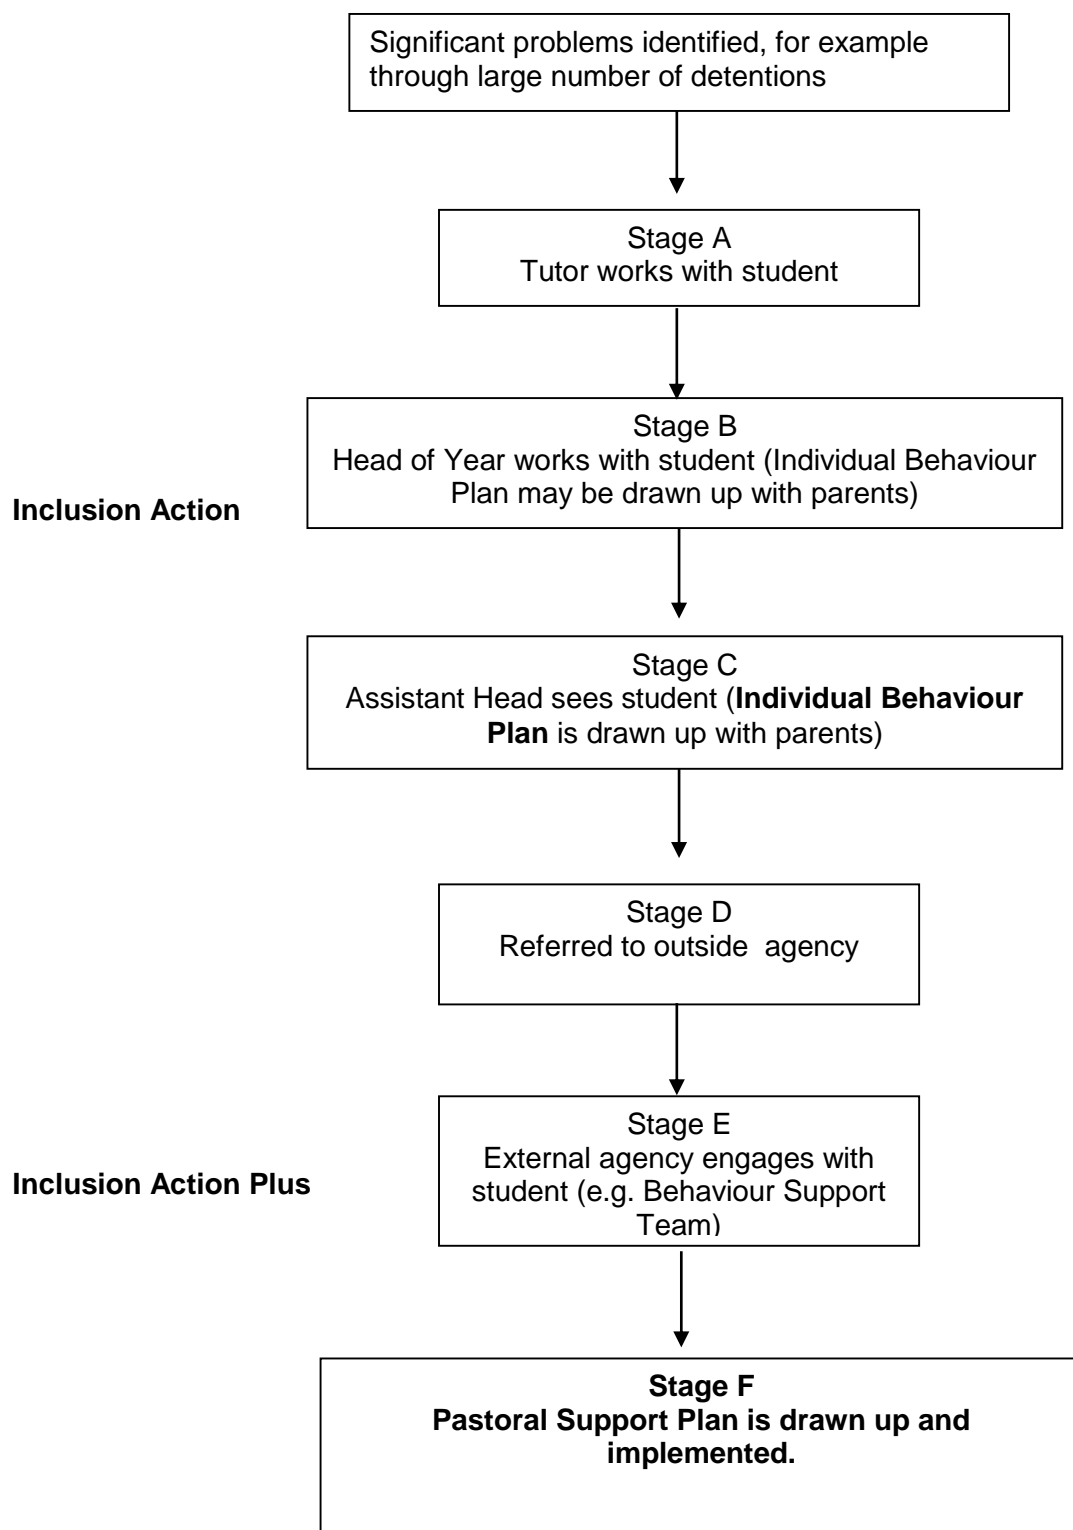 Significant problems identified, for example
through large number of detentions
Stage A
Tutor works with student
Stage B
Head of Year works with student (Individual Behaviour
Plan may be drawn up with parents)
Inclusion Action
Stage C
Assistant Head sees student (Individual Behaviour
Plan is drawn up with parents)
Stage D
Referred to outside  agency
Stage E
External agency engages with
student (e.g. Behaviour Support
Team)
Inclusion Action Plus
Stage F
Pastoral Support Plan is drawn up and
implemented.